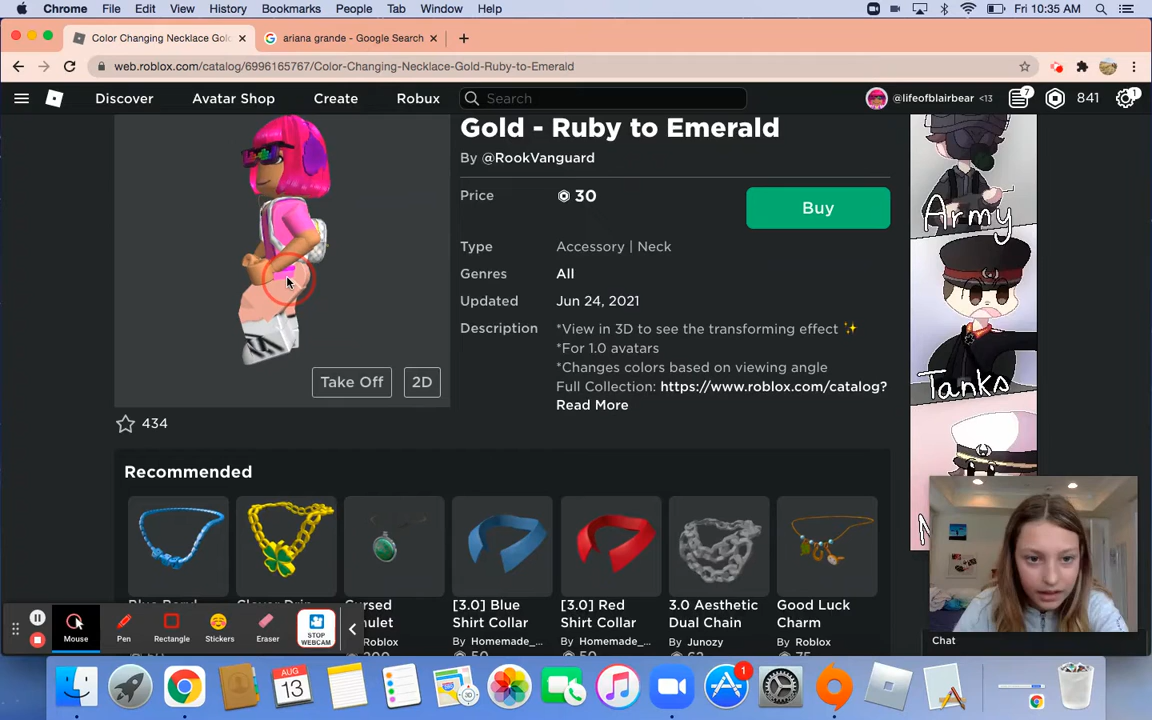 Chrome File Edit View History Bookmarks People Tab Window Help Fri 10:35 AM
Color Changing Necklace Gol ariana grande - Google Search
web.roblox.com/catalog/6996165767/Color-Changing-Necklace-Gold-Ruby-to-Emerald
Discover Avatar Shop Create Robux Search @lifeofblairbear <13 7 841 1
Gold - Ruby to Emerald
By @RookVanguard
Price 30 Buy
Type Accessory | Neck
Genres All
Updated Jun 24, 2021
Description *View in 3D to see the transforming effect ✨
*For 1.0 avatars
*Changes colors based on viewing angle
Full Collection: https://www.roblox.com/catalog?
Read More
Take Off 2D
434
Army
Tanks
Recommended
[3.0] Blue
Shirt Collar
[3.0] Red
Shirt Collar
3.0 Aesthetic
Dual Chain
Good Luck
Charm
Roblox
By Homemade_...
By Homemade_...
By Junozy
By Roblox
Mouse Pen Rectangle Stickers Eraser STOP WEBCAM
Chat
AUG
13
1